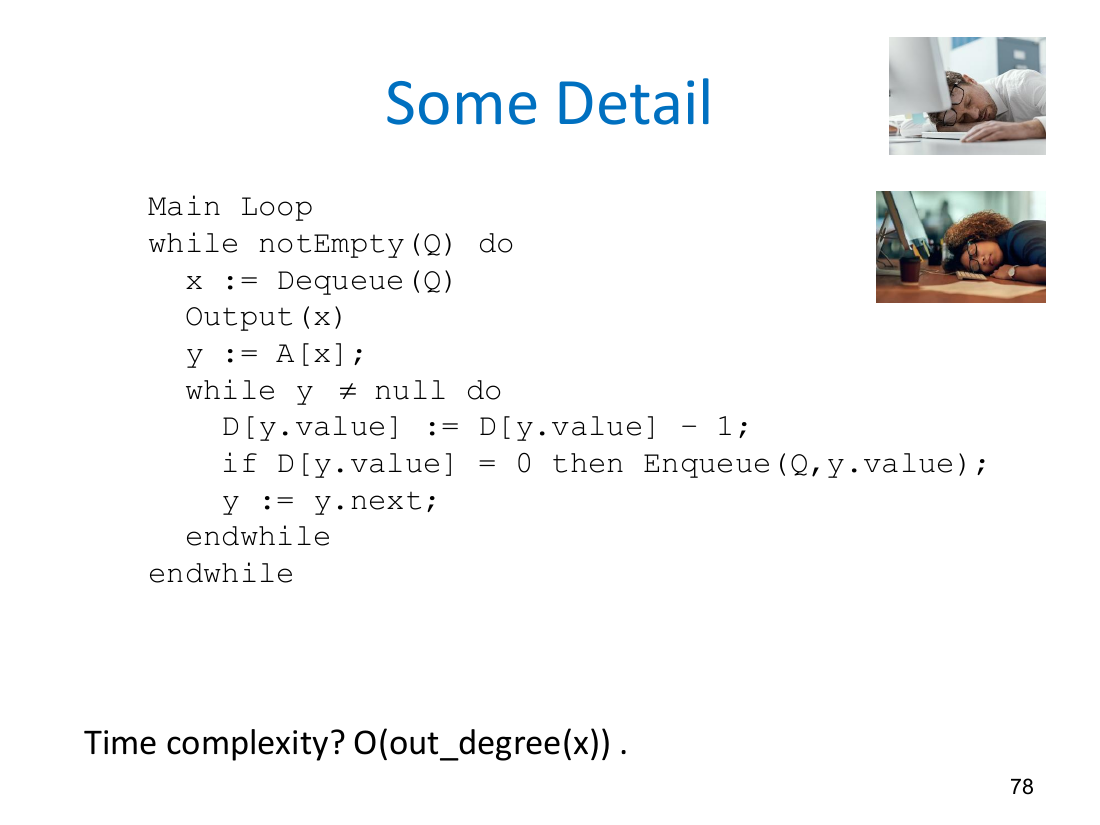 Some Detail
Main Loop
while notEmpty(Q) do
x := Dequeue(Q)
Output(x)
y := A[x];
while y ≠ null do
D[y.value] := D[y.value] – 1;
if D[y.value] = 0 then Enqueue(Q,y.value);
y := y.next;
endwhile
endwhile
Time complexity? O(out_degree(x)) .
78